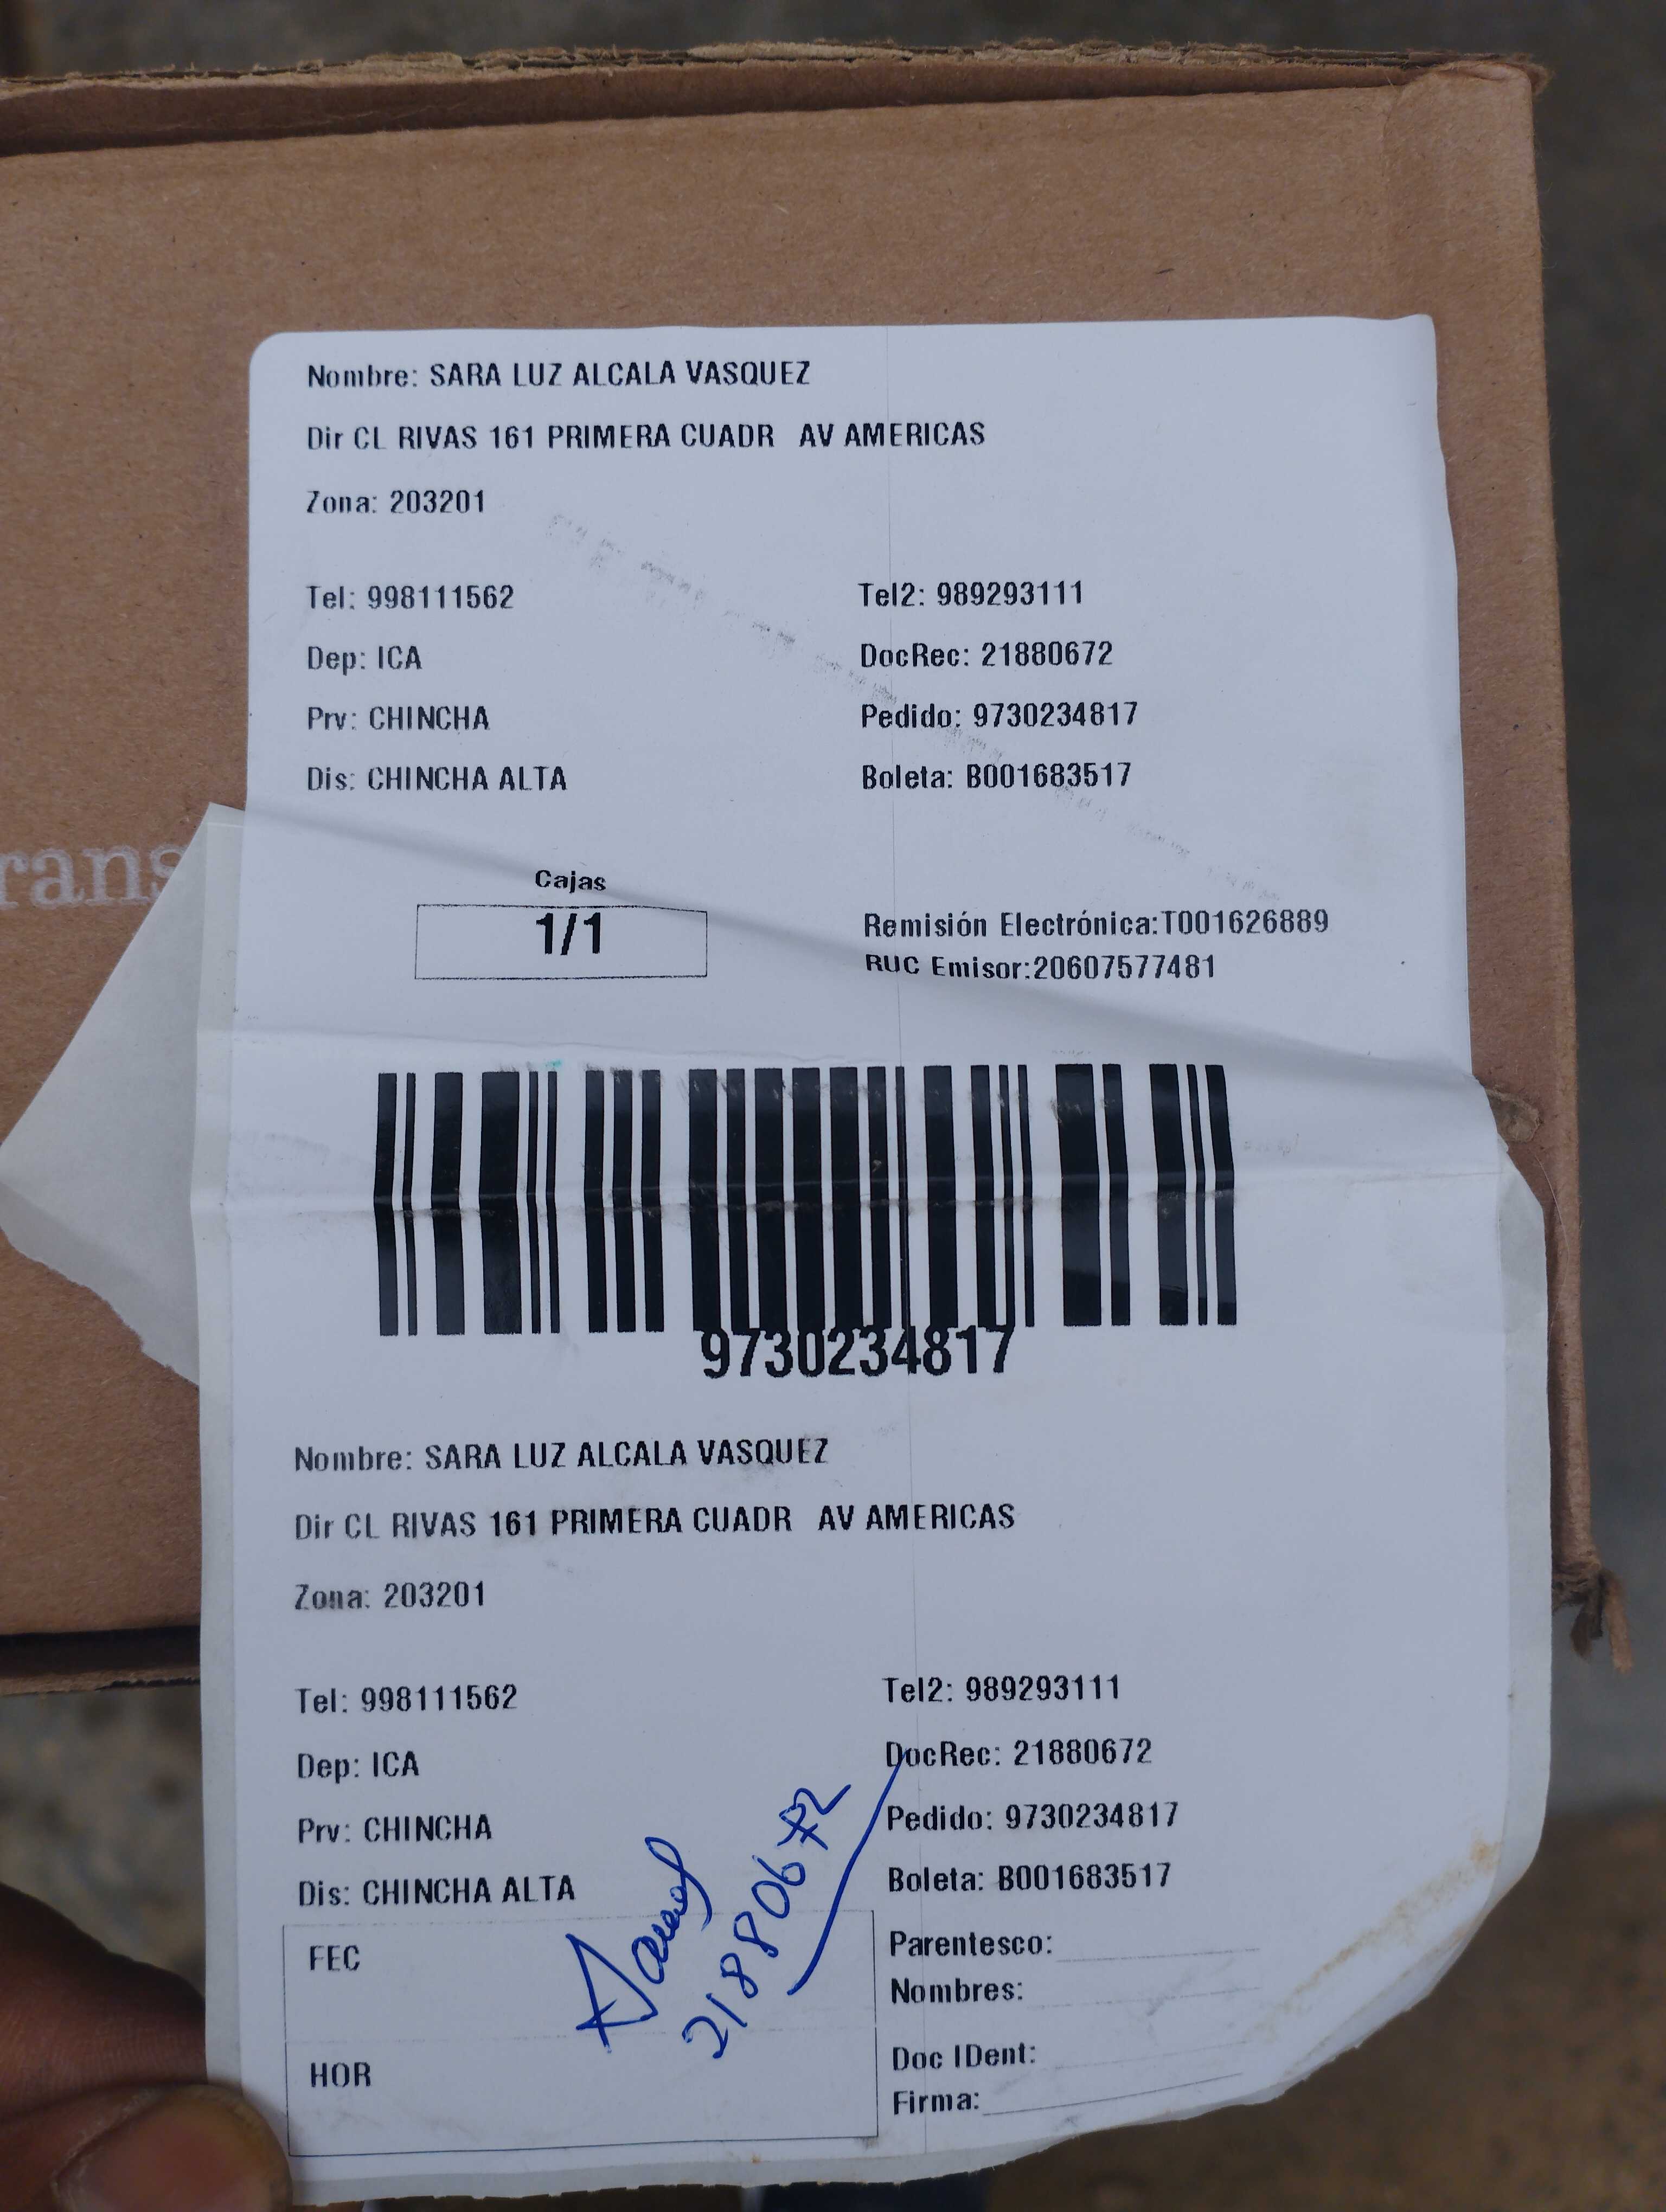 Nombre: SARA LUZ ALCALA VASQUEZ
Dir CL RIVAS 161 PRIMERA CUADR AV AMERICAS
Zona: 203201
Tel: 998111562 Tel2: 989293111
Dep: ICA DocRec: 21880672
Prv: CHINCHA Pedido: 9730234817
Dis: CHINCHA ALTA Boleta: B001683517
rans
Cajas
1/1
Remisión Electrónica:T001626889
RUC Emisor:20607577481
9730234817
Nombre: SARA LUZ ALCALA VASQUEZ
Dir CL RIVAS 161 PRIMERA CUADR AV AMERICAS
Zona: 203201
Tel: 998111562 Tel2: 989293111
Dep: ICA DocRec: 21880672
Prv: CHINCHA Pedido: 9730234817
Dis: CHINCHA ALTA Boleta: B001683517
21880672
FEC
HOR
Parentesco:
Nombres:
Doc IDent:
Firma: